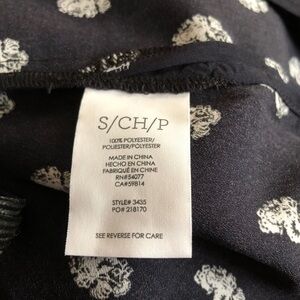 S/CH/P
100% POLYESTER/
POLIESTER/POLYESTER
MADE IN CHINA
HECHO EN CHINA
FABRIQUÉ EN CHINE
RN#54077
CA#59814
STYLE# 3435
PO# 218170
SEE REVERSE FOR CARE